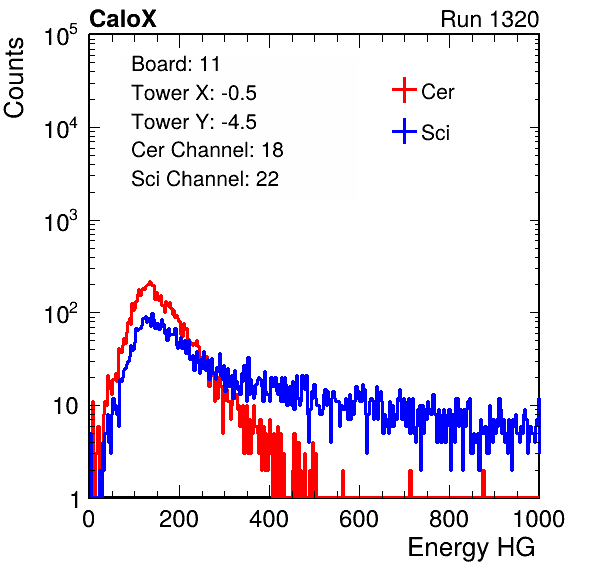 CaloX Run 1320
Counts
10^5
10^4
10^3
10^2
10
1
Board: 11
Tower X: -0.5
Tower Y: -4.5
Cer Channel: 18
Sci Channel: 22
Cer
Sci
0 200 400 600 800 1000
Energy HG